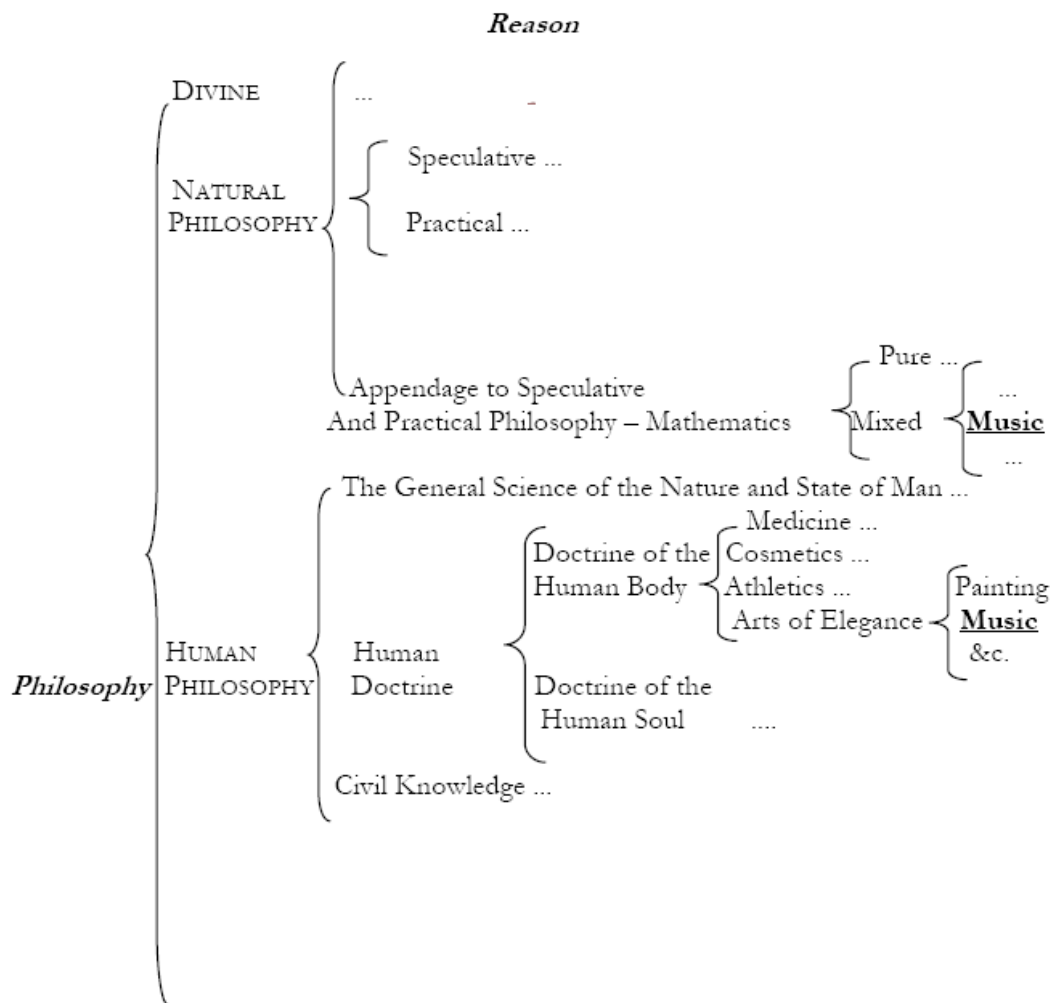 Reason
DIVINE
...
Speculative ...
NATURAL
PHILOSOPHY
Practical ...
Pure ...
Appendage to Speculative
And Practical Philosophy – Mathematics
Mixed
...
Music
...
The General Science of the Nature and State of Man ...
Medicine ...
Doctrine of the
Human Body
Cosmetics ...
Athletics ...
Arts of Elegance
Painting
Music
&c.
Philosophy
HUMAN
PHILOSOPHY
Human
Doctrine
Doctrine of the
Human Soul ....
Civil Knowledge ...